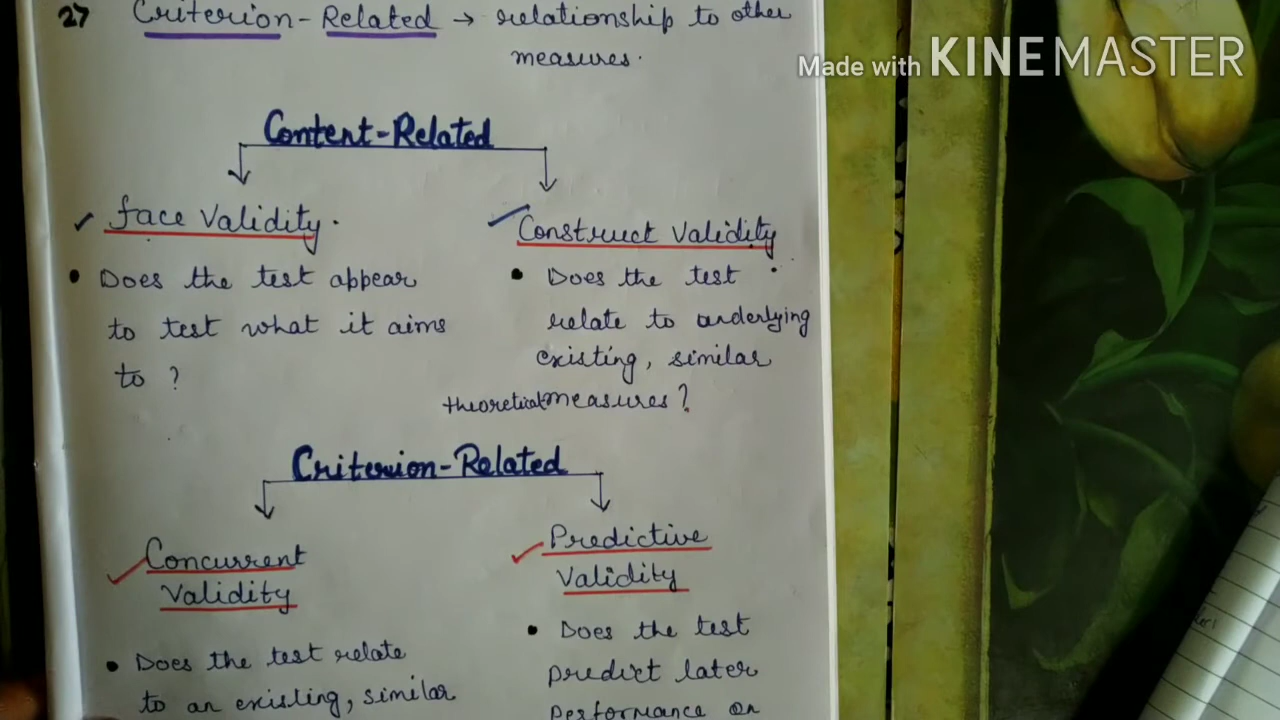 27 Criterion-Related → relationship to other
measures.
Made with KINEMASTER
Content-Related
✓ face Validity.
• Does the test appear
to test what it aims
to ?
✓ Construct Validity
• Does the test
relate to underlying
existing, similar
theoretical measures?
Criterion-Related
✓ Concurrent
Validity
• Does the test relate
to an existing, similar
✓ Predictive
Validity
• Does the test
predict later
performance on